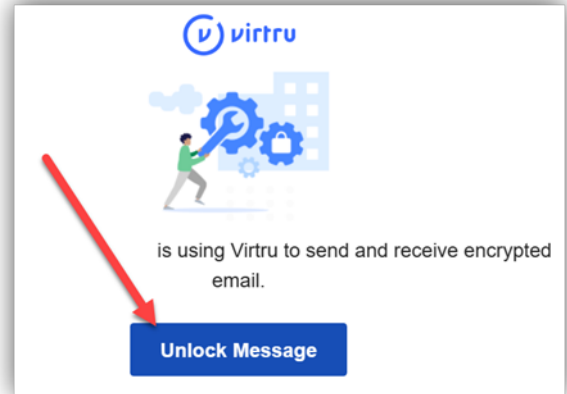 virtru
is using Virtru to send and receive encrypted
email.
Unlock Message